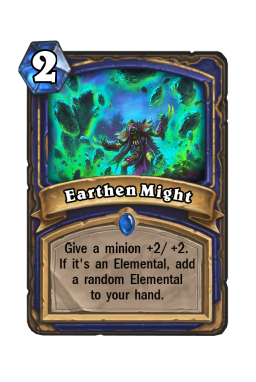 2
Earthen Might
Give a minion +2/ +2.
If it's an Elemental, add
a random Elemental
to your hand.